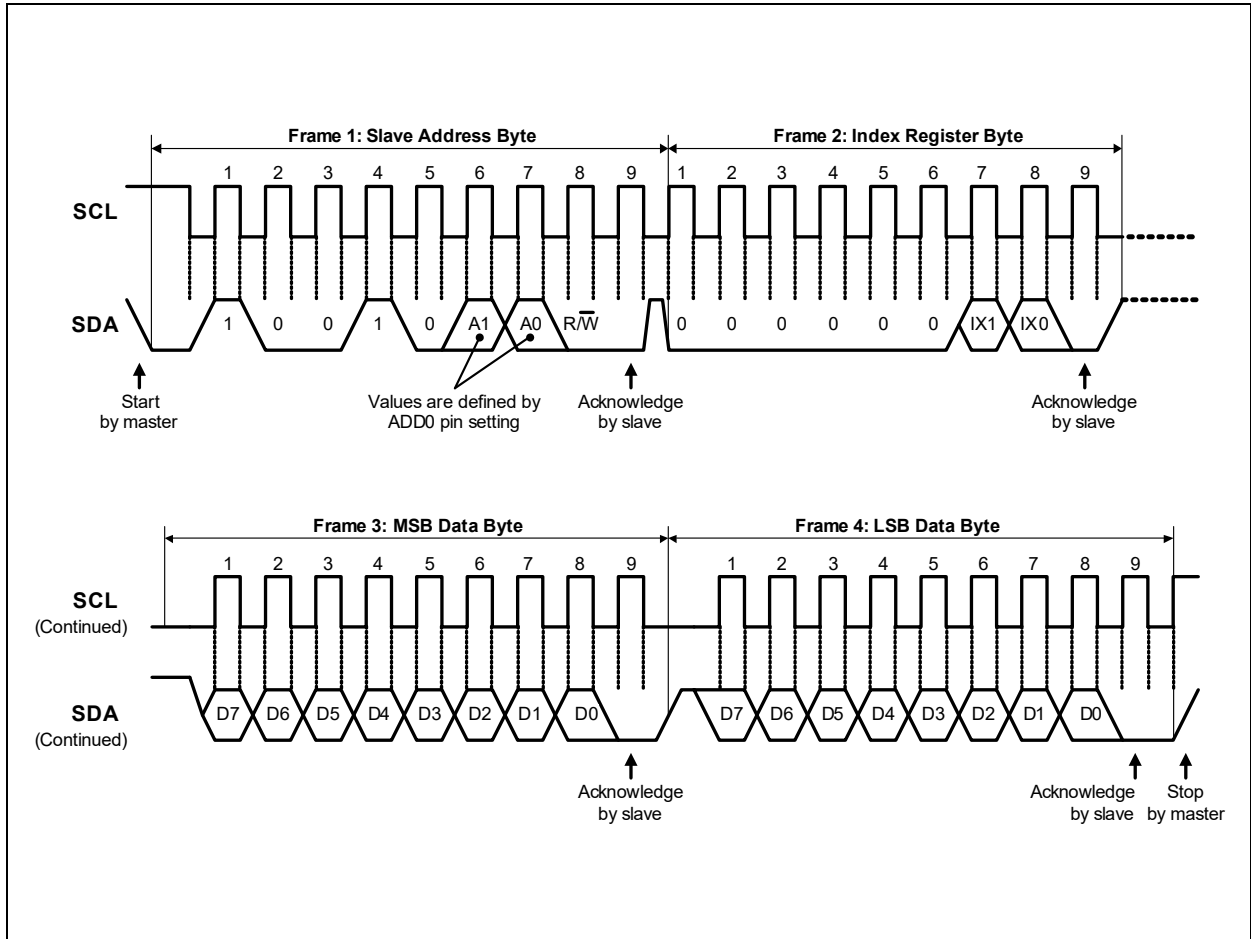 Frame 1: Slave Address Byte Frame 2: Index Register Byte
1 2 3 4 5 6 7 8 9 1 2 3 4 5 6 7 8 9
SCL
SDA 1 0 0 1 0 A1 A0 R/W̅ 0 0 0 0 0 0 IX1 IX0
Start Values are defined by Acknowledge Acknowledge
by master ADD0 pin setting by slave by slave
Frame 3: MSB Data Byte Frame 4: LSB Data Byte
1 2 3 4 5 6 7 8 9 1 2 3 4 5 6 7 8 9
SCL
(Continued)
SDA D7 D6 D5 D4 D3 D2 D1 D0 D7 D6 D5 D4 D3 D2 D1 D0
(Continued)
Acknowledge Acknowledge Stop
by slave by slave by master